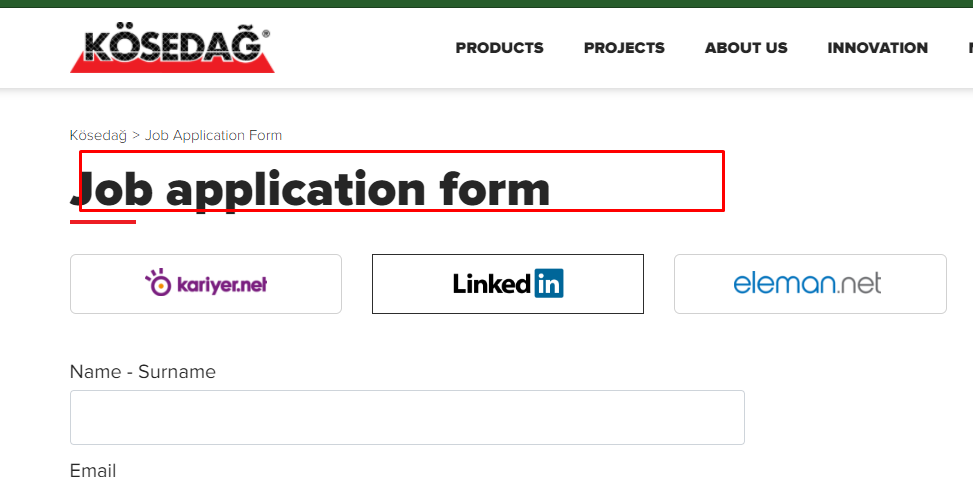 KÖSEDAĞ®
PRODUCTS PROJECTS ABOUT US INNOVATION
Kösedağ > Job Application Form
Job application form
kariyer.net Linkedin eleman.net
Name - Surname
Email